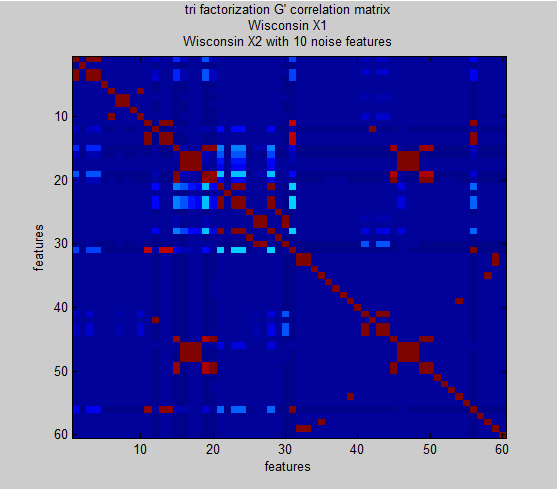 tri factorization G' correlation matrix
Wisconsin X1
Wisconsin X2 with 10 noise features
10
20
30
40
50
60
features
10
20
30
40
50
60
features